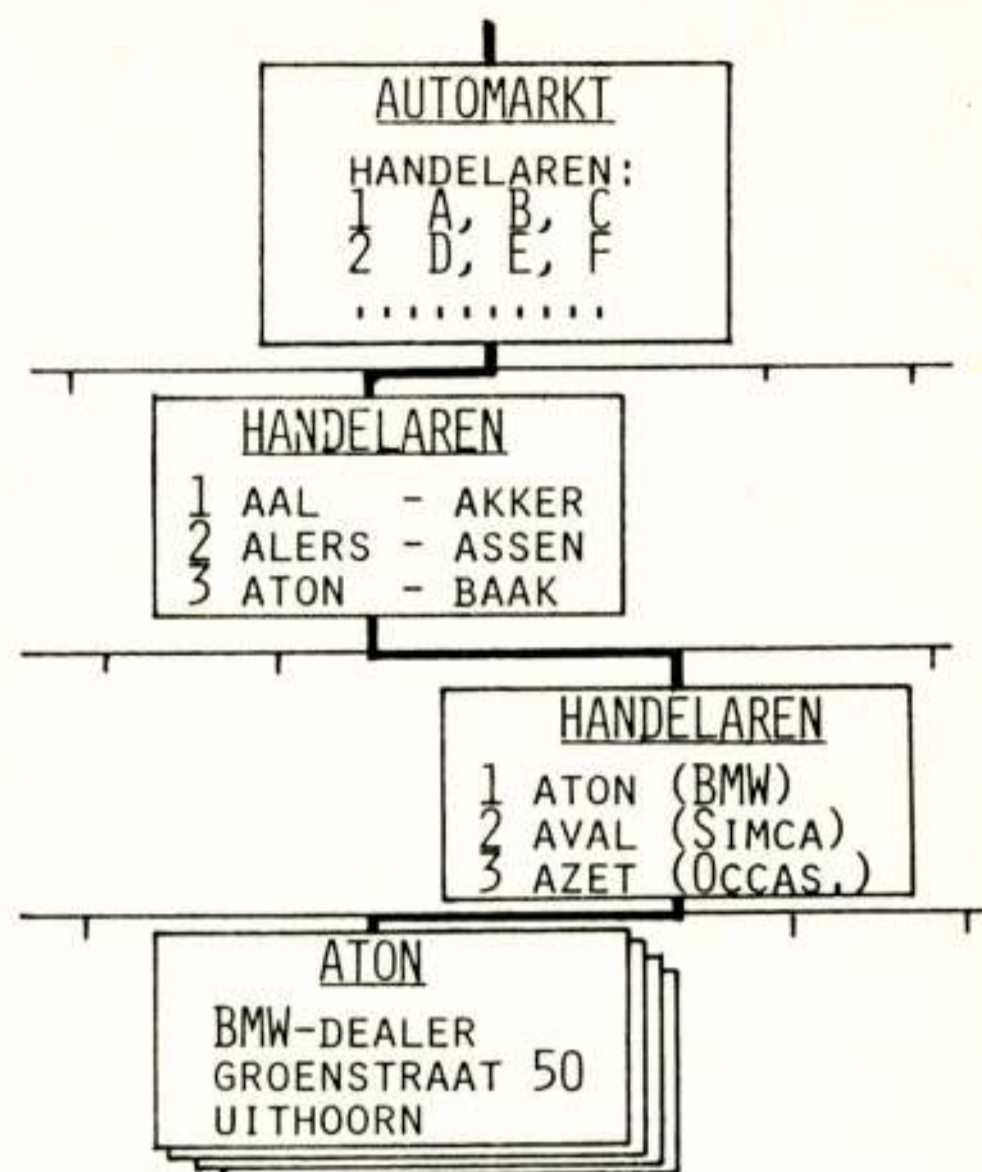 AUTOMARKT
HANDELAREN:
1 A, B, C
2 D, E, F
..........
HANDELAREN
1 AAL - AKKER
2 ALERS - ASSEN
3 ATON - BAAK
HANDELAREN
1 ATON (BMW)
2 AVAL (SIMCA)
3 AZET (OCCAS.)
ATON
BMW-DEALER
GROENSTRAAT 50
UITHOORN